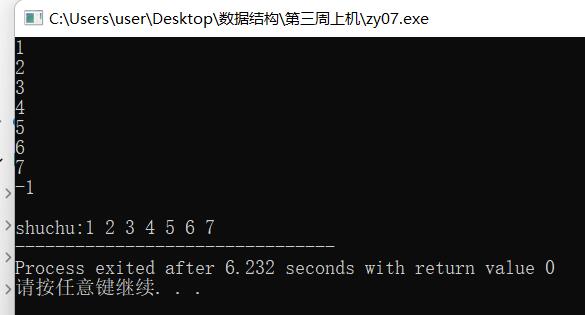 C:\Users\user\Desktop\数据结构\第三周上机\zy07.exe
1
2
3
4
5
6
7
-1
shuchu:1 2 3 4 5 6 7
--------------------------------
Process exited after 6.232 seconds with return value 0
请按任意键继续. . .